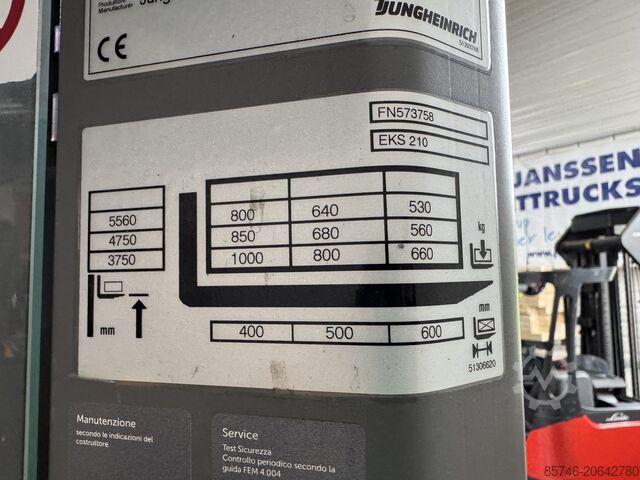 Manufacturer
JUNGHEINRICH
CE
FN573758
EKS 210
5560
4750
3750
800 640 530
850 680 560
1000 800 660
kg
mm
mm
400 500 600
51306620
Manutenzione
secondo le indicazioni del
costruttore
Service
Test Sicurezza
Controllo periodico secondo la
guida FEM 4.004
JANSSEN
TTRUCKS
Linde
85746-20642780